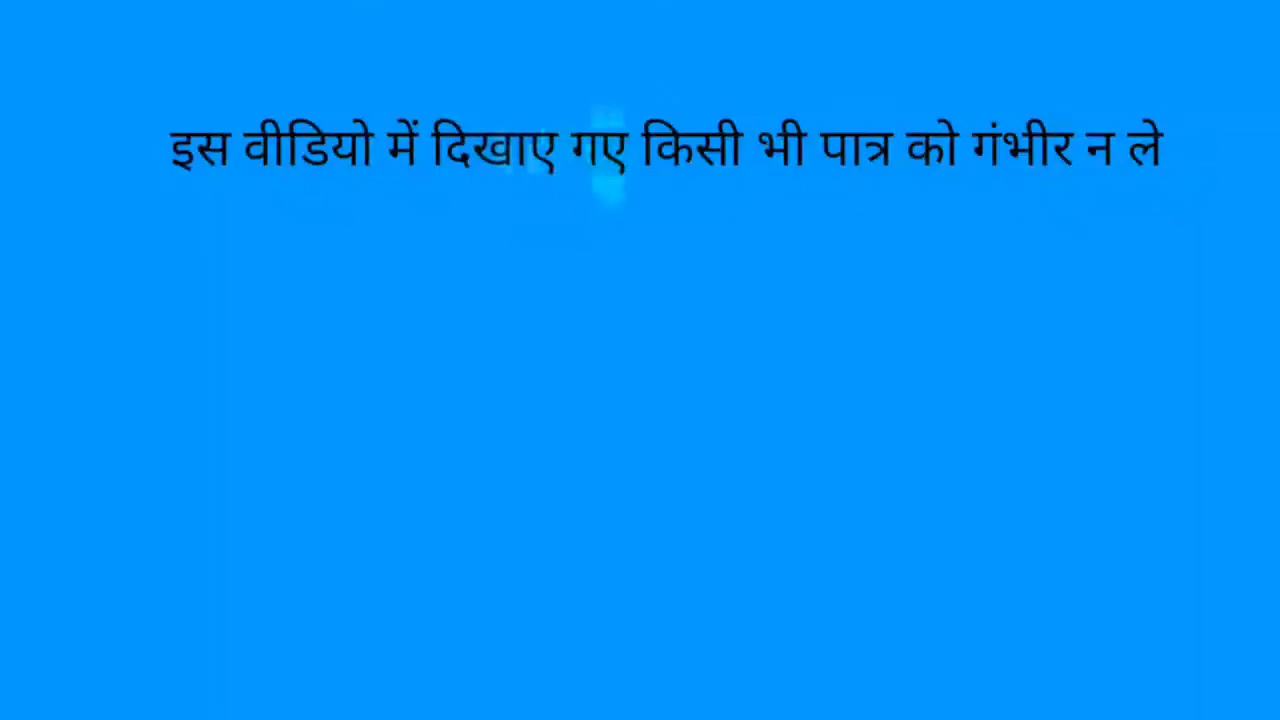 इस वीडियो में दिखाए गए किसी भी पात्र को गंभीर न ले